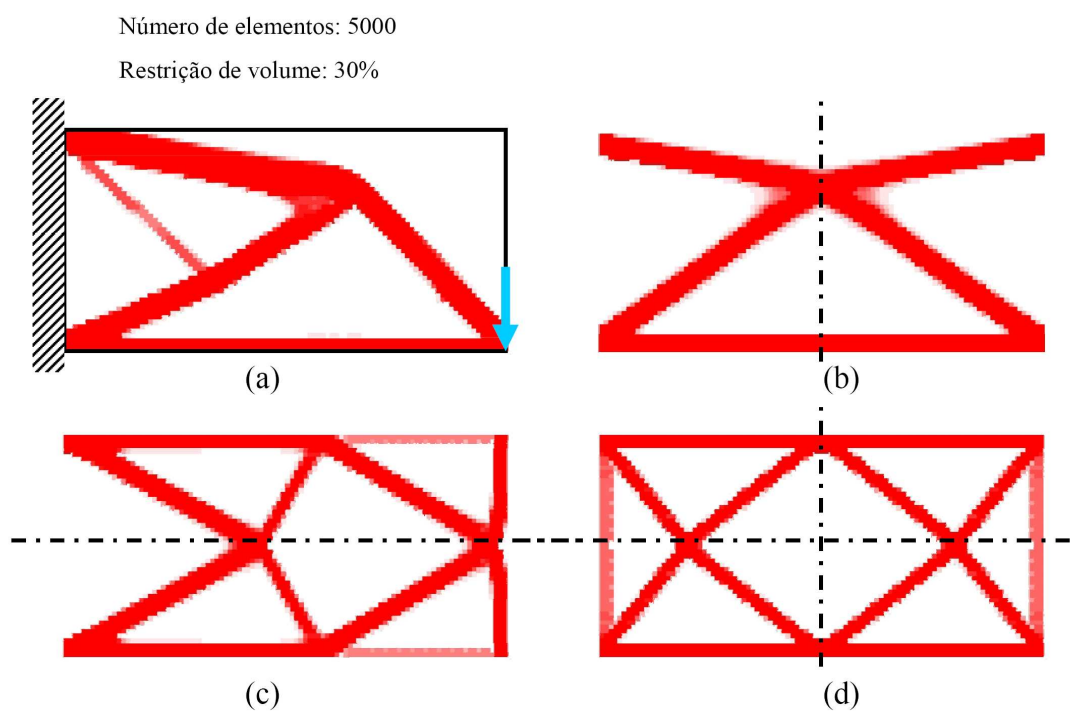 Número de elementos: 5000
Restrição de volume: 30%
(a)
(b)
(c)
(d)